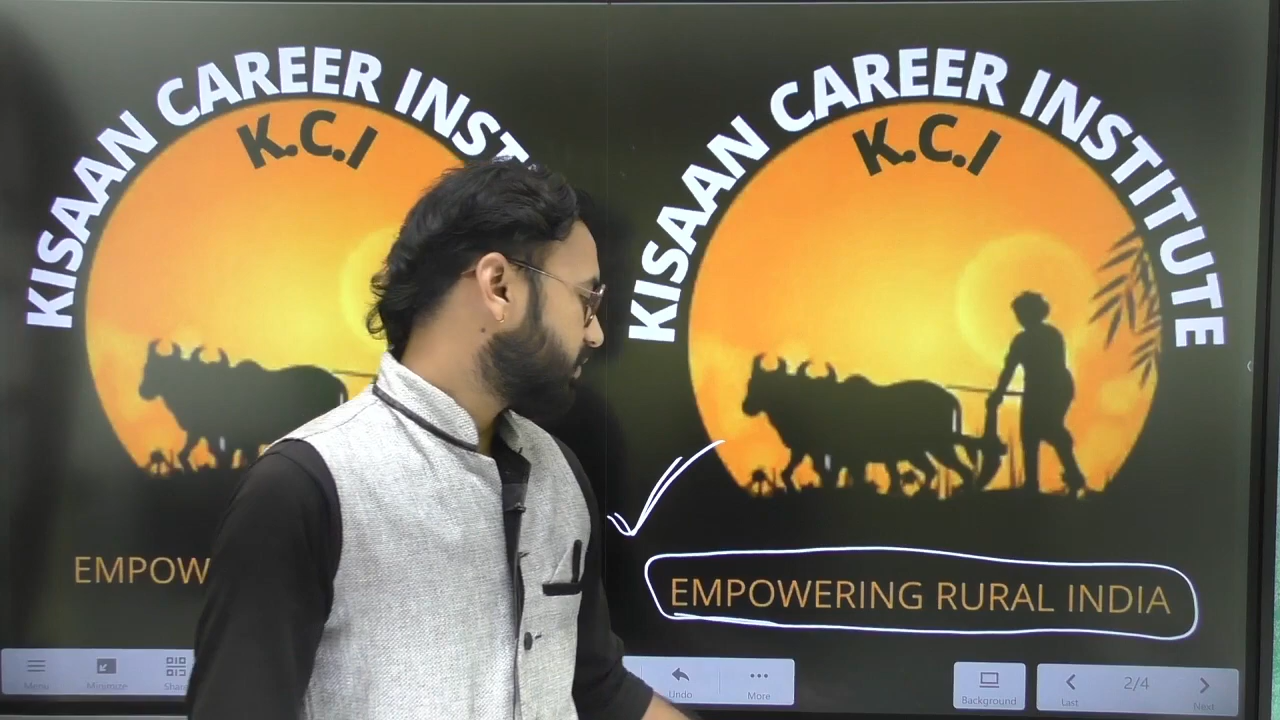 KISAAN CAREER INST
K.C.I
EMPOW
Menu
Minimize
Shar
KISAAN CAREER INSTITUTE
K.C.I
EMPOWERING RURAL INDIA
Undo
More
Background
Last
2/4
Next